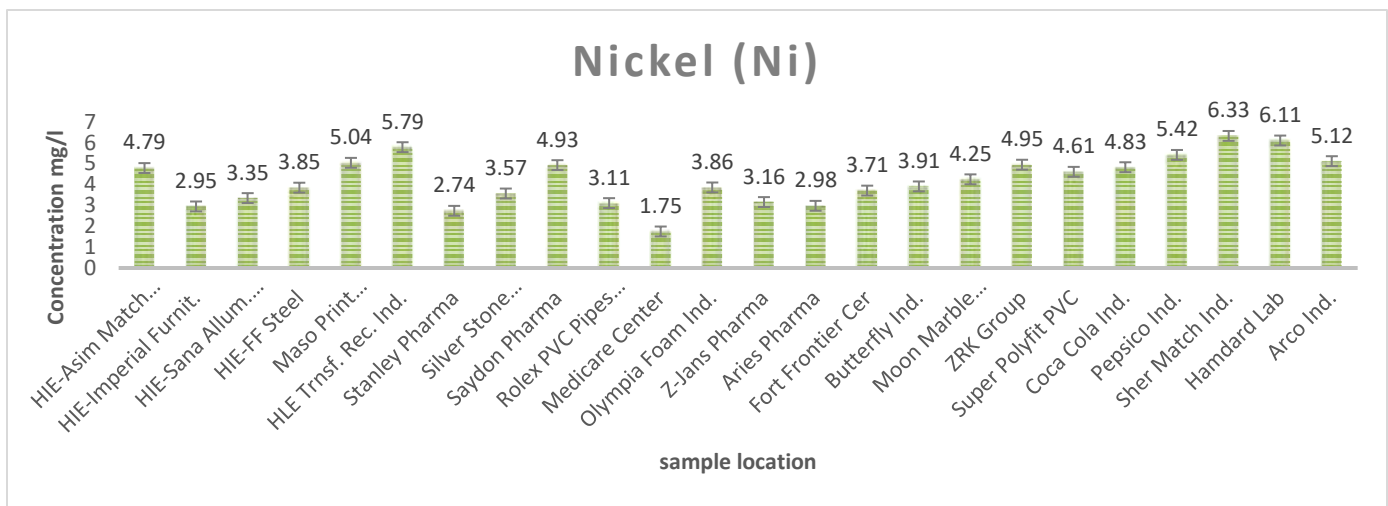 Nickel (Ni)
Concentration mg/l
7
6
5
4
3
2
1
0
4.79
2.95
3.35
3.85
5.04
5.79
2.74
3.57
4.93
3.11
1.75
3.86
3.16
2.98
3.71
3.91
4.25
4.95
4.61
4.83
5.42
6.33
6.11
5.12
HIE-Asim Match...
HIE-Imperial Furnit.
HIE-Sana Allum....
HIE-FF Steel
Maso Print...
HLE Trnsf. Rec. Ind.
Stanley Pharma
Silver Stone...
Saydon Pharma
Rolex PVC Pipes...
Medicare Center
Olympia Foam Ind.
Z-Jans Pharma
Aries Pharma
Fort Frontier Cer
Butterfly Ind.
Moon Marble...
ZRK Group
Super Polyfit PVC
Coca Cola Ind.
Pepsico Ind.
Sher Match Ind.
Hamdard Lab
Arco Ind.
sample location